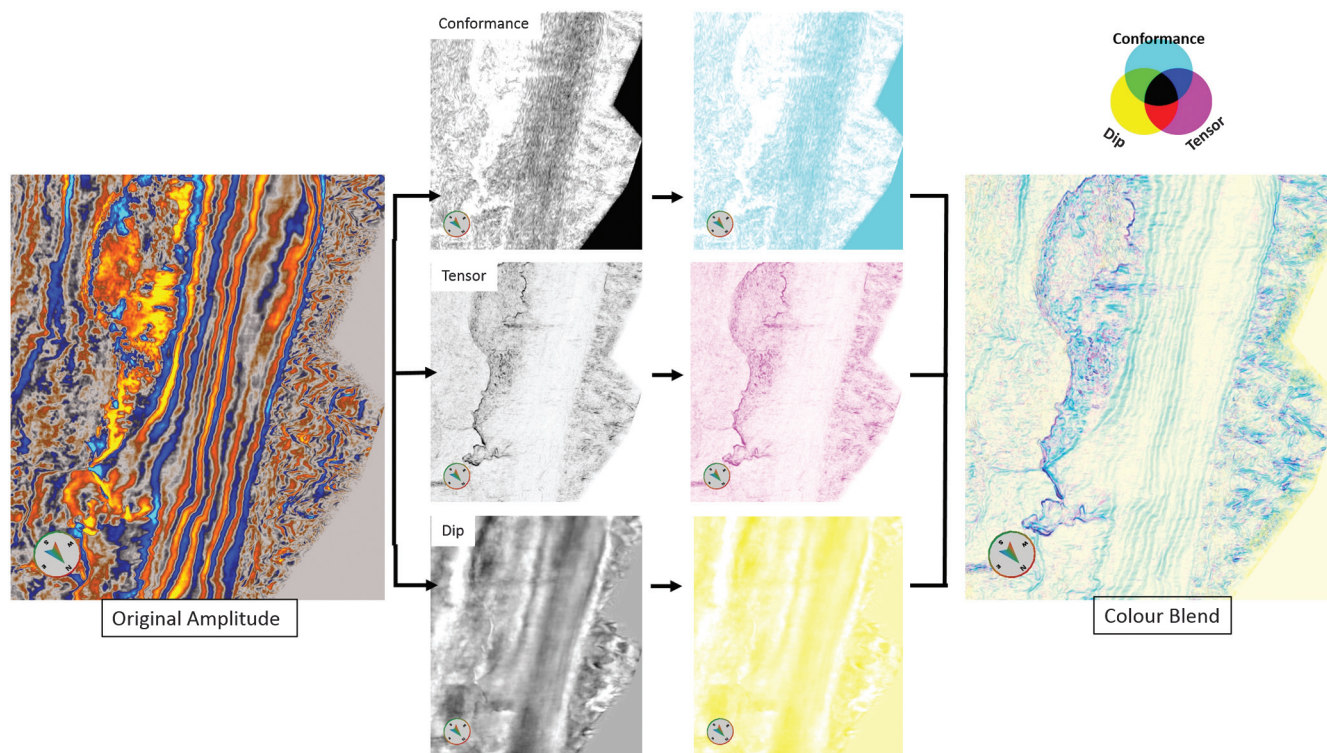 Conformance
Conformance
Dip
Tensor
Tensor
Original Amplitude
Colour Blend
Dip